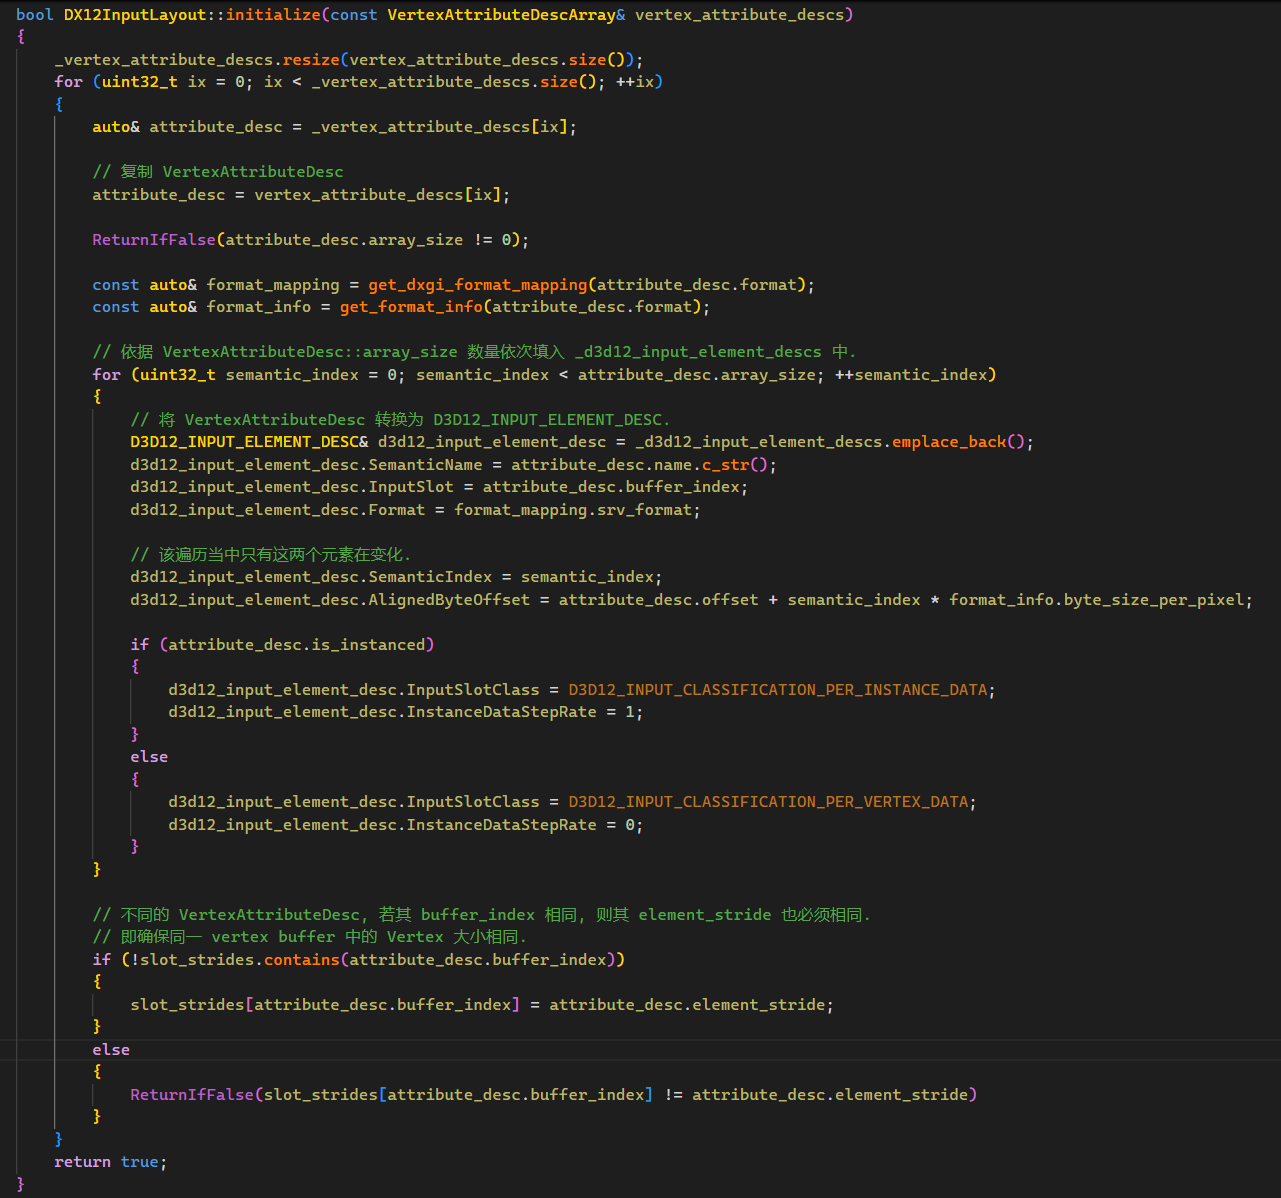 bool DX12InputLayout::initialize(const VertexAttributeDescArray& vertex_attribute_descs)
{
    _vertex_attribute_descs.resize(vertex_attribute_descs.size());
    for (uint32_t ix = 0; ix < _vertex_attribute_descs.size(); ++ix)
    {
        auto& attribute_desc = _vertex_attribute_descs[ix];

        // 复制 VertexAttributeDesc
        attribute_desc = vertex_attribute_descs[ix];

        ReturnIfFalse(attribute_desc.array_size != 0);

        const auto& format_mapping = get_dxgi_format_mapping(attribute_desc.format);
        const auto& format_info = get_format_info(attribute_desc.format);

        // 依据 VertexAttributeDesc::array_size 数量依次填入 _d3d12_input_element_descs 中.
        for (uint32_t semantic_index = 0; semantic_index < attribute_desc.array_size; ++semantic_index)
        {
            // 将 VertexAttributeDesc 转换为 D3D12_INPUT_ELEMENT_DESC.
            D3D12_INPUT_ELEMENT_DESC& d3d12_input_element_desc = _d3d12_input_element_descs.emplace_back();
            d3d12_input_element_desc.SemanticName = attribute_desc.name.c_str();
            d3d12_input_element_desc.InputSlot = attribute_desc.buffer_index;
            d3d12_input_element_desc.Format = format_mapping.srv_format;

            // 该遍历当中只有这两个元素在变化.
            d3d12_input_element_desc.SemanticIndex = semantic_index;
            d3d12_input_element_desc.AlignedByteOffset = attribute_desc.offset + semantic_index * format_info.byte_size_per_pixel;

            if (attribute_desc.is_instanced)
            {
                d3d12_input_element_desc.InputSlotClass = D3D12_INPUT_CLASSIFICATION_PER_INSTANCE_DATA;
                d3d12_input_element_desc.InstanceDataStepRate = 1;
            }
            else
            {
                d3d12_input_element_desc.InputSlotClass = D3D12_INPUT_CLASSIFICATION_PER_VERTEX_DATA;
                d3d12_input_element_desc.InstanceDataStepRate = 0;
            }
        }

        // 不同的 VertexAttributeDesc, 若其 buffer_index 相同, 则其 element_stride 也必须相同.
        // 即确保同一 vertex buffer 中的 Vertex 大小相同.
        if (!slot_strides.contains(attribute_desc.buffer_index))
        {
            slot_strides[attribute_desc.buffer_index] = attribute_desc.element_stride;
        }
        else
        {
            ReturnIfFalse(slot_strides[attribute_desc.buffer_index] != attribute_desc.element_stride)
        }
    }
    return true;
}